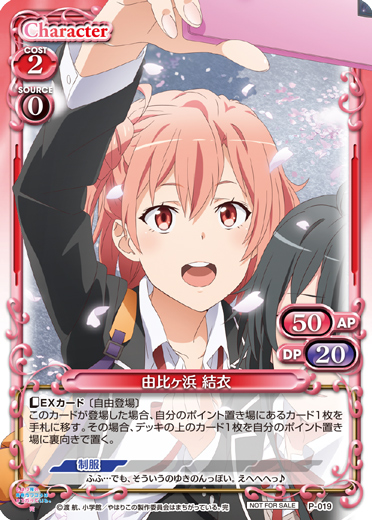 Character
COST
2
SOURCE
0
50 AP
DP 20
由比ヶ浜 結衣
EXカード〔自由登場〕
このカードが登場した場合、自分のポイント置き場にあるカード1枚を
手札に移す。その場合、デッキの上のカード1枚を自分のポイント置き
場に裏向きで置く。
制服
ふふ…でも、そういうのゆきのんっぽい。えへへへっ♪
©渡 航、小学館/やはりこの製作委員会はまちがっている。完
NOT FOR SALE
P-019